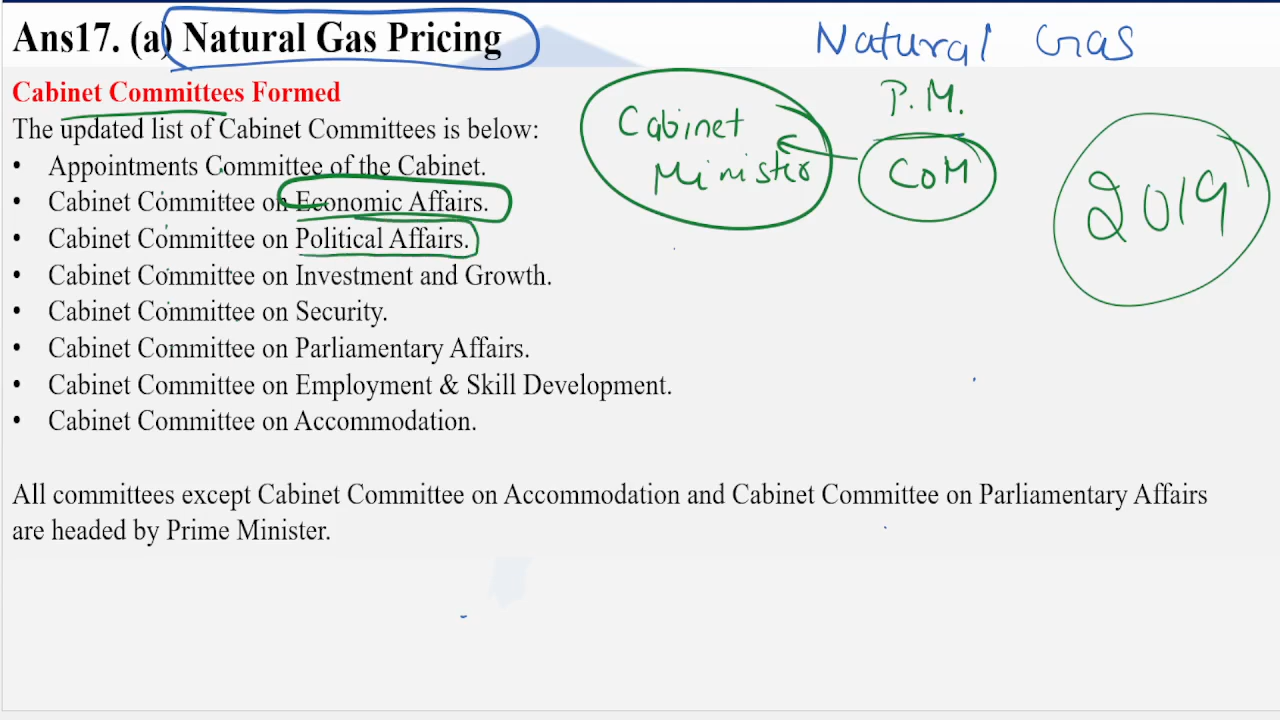 Ans17. (a) Natural Gas Pricing
Natural Gas
Cabinet Committees Formed
The updated list of Cabinet Committees is below:
• Appointments Committee of the Cabinet.
• Cabinet Committee on Economic Affairs.
• Cabinet Committee on Political Affairs.
• Cabinet Committee on Investment and Growth.
• Cabinet Committee on Security.
• Cabinet Committee on Parliamentary Affairs.
• Cabinet Committee on Employment & Skill Development.
• Cabinet Committee on Accommodation.
All committees except Cabinet Committee on Accommodation and Cabinet Committee on Parliamentary Affairs
are headed by Prime Minister.
Cabinet
Minister
P.M.
CoM
2019